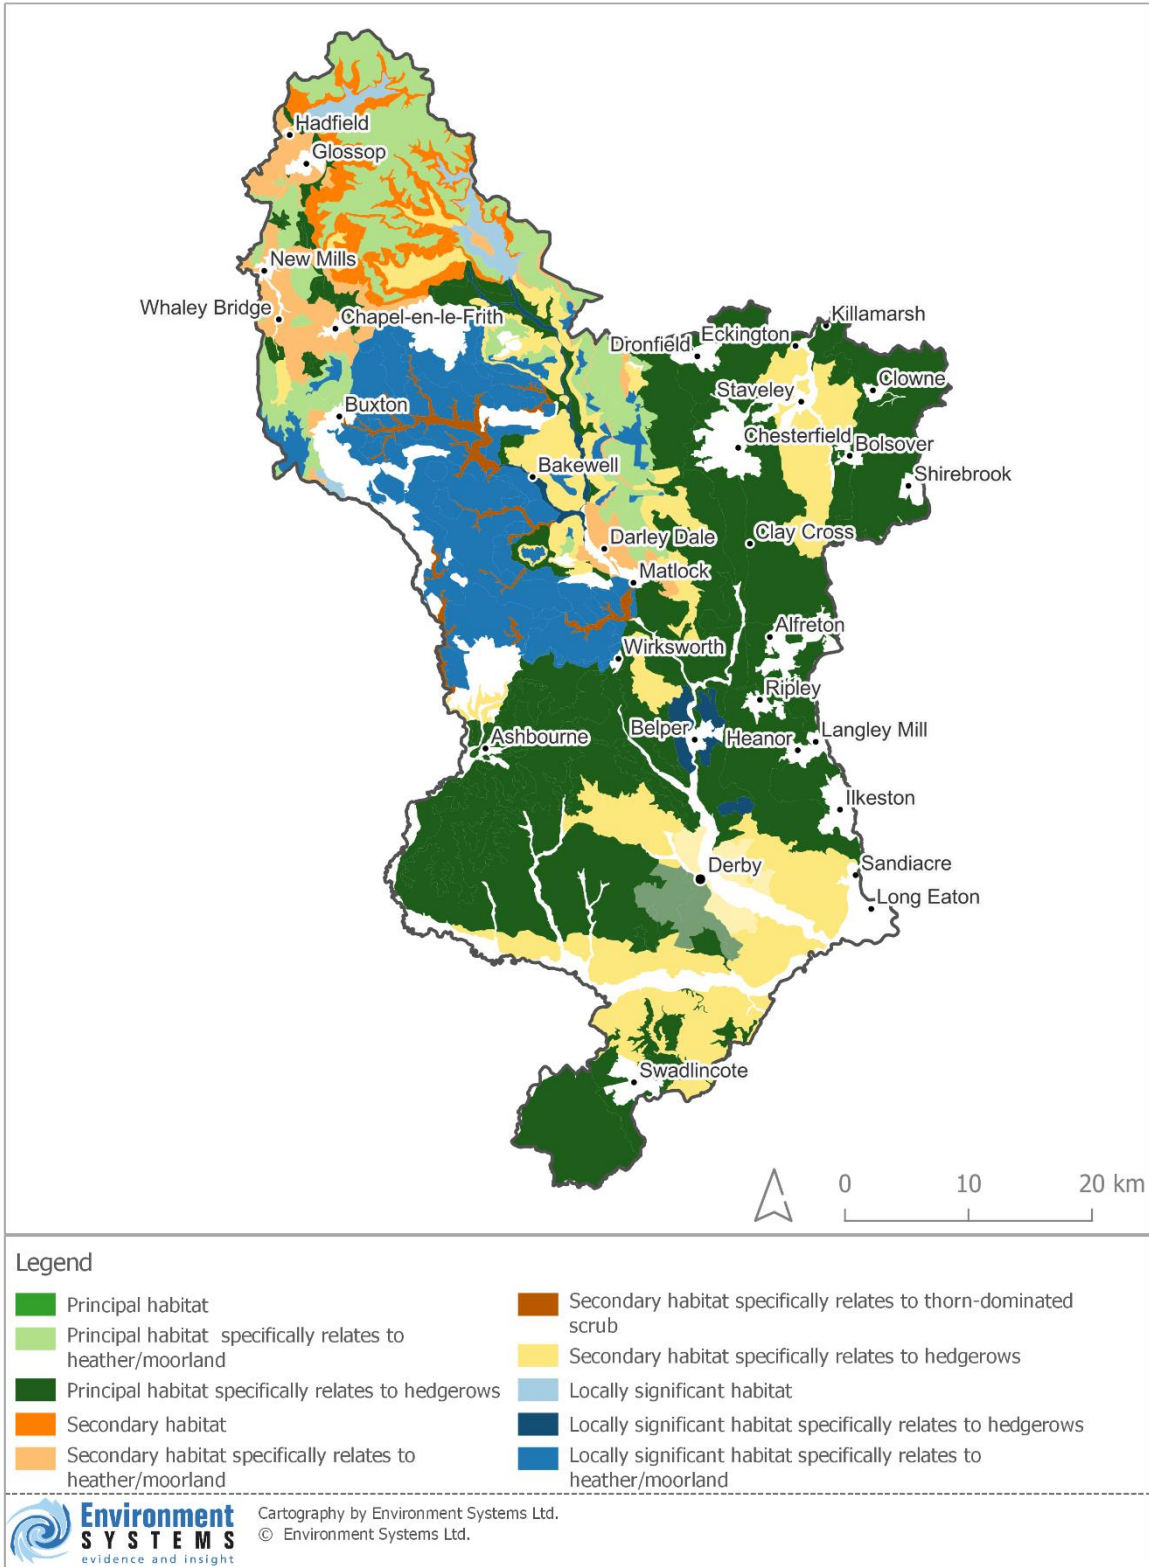 Hadfield
Glossop
New Mills
Whaley Bridge
Chapel-en-le-Frith
Killamarsh
Eckington
Dronfield
Clowne
Staveley
Buxton
Chesterfield
Bolsover
Bakewell
Shirebrook
Clay Cross
Darley Dale
Matlock
Alfreton
Wirksworth
Ripley
Belper
Heanor
Langley Mill
Ashbourne
Ilkeston
Sandiacre
Derby
Long Eaton
Swadlincote
0 10 20 km
Legend
Principal habitat
Principal habitat specifically relates to
heather/moorland
Principal habitat specifically relates to hedgerows
Secondary habitat
Secondary habitat specifically relates to
heather/moorland
Secondary habitat specifically relates to thorn-dominated
scrub
Secondary habitat specifically relates to hedgerows
Locally significant habitat
Locally significant habitat specifically relates to hedgerows
Locally significant habitat specifically relates to
heather/moorland
Environment
SYSTEMS
evidence and insight
Cartography by Environment Systems Ltd.
© Environment Systems Ltd.